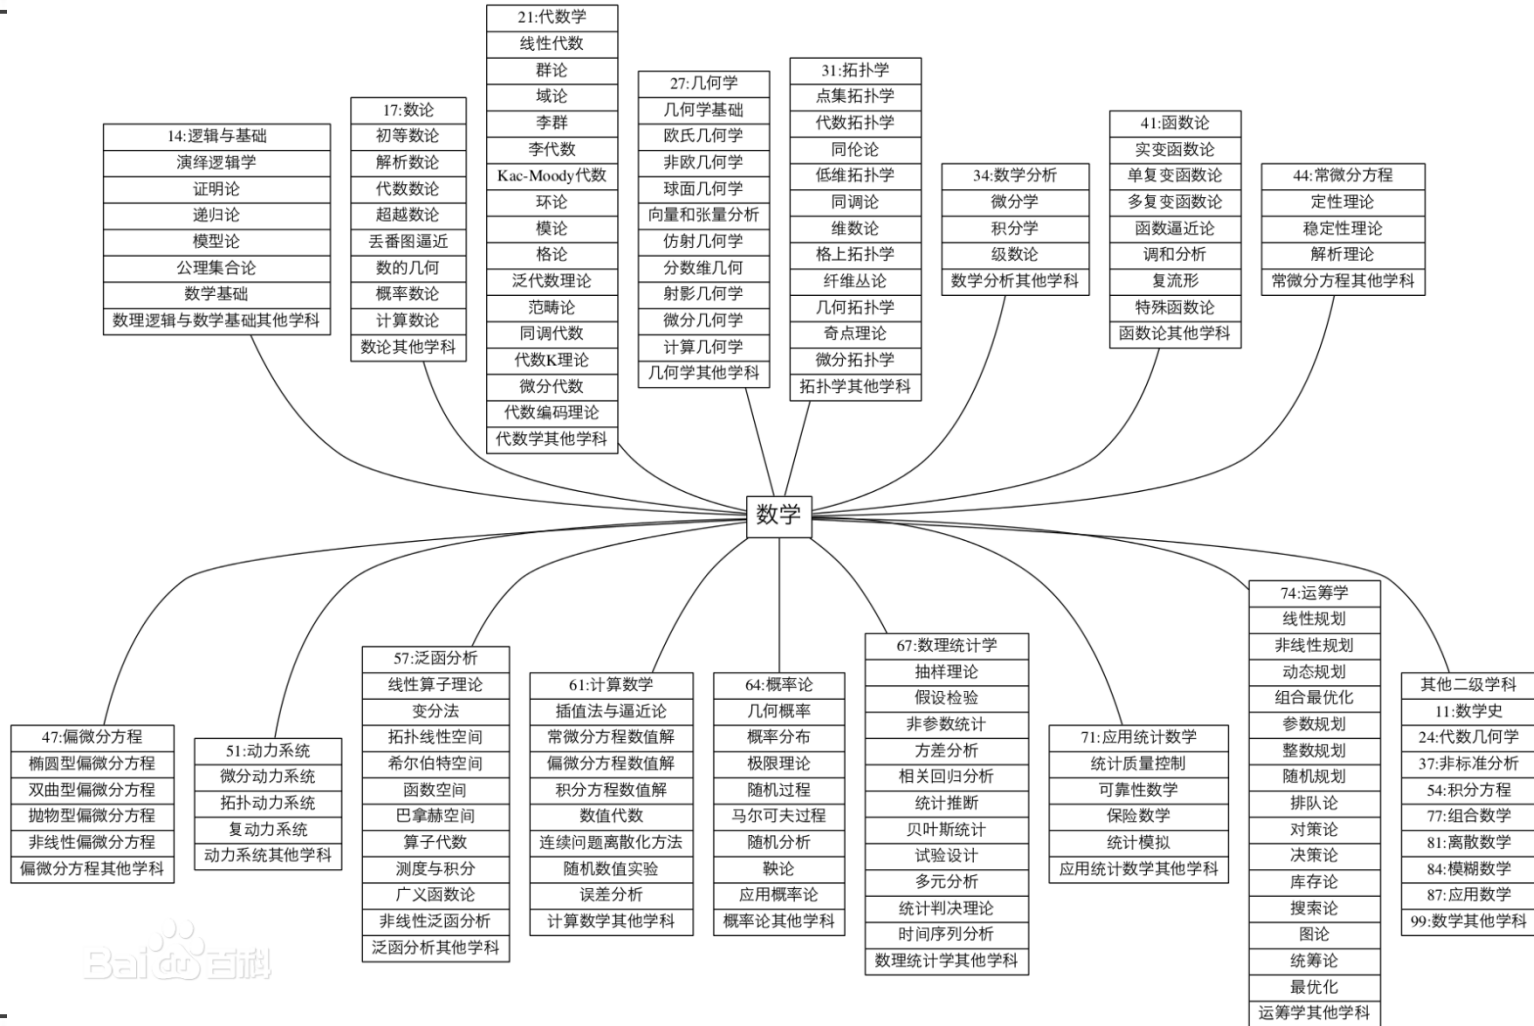 14:逻辑与基础
演绎逻辑学
证明论
递归论
模型论
公理集合论
数学基础
数理逻辑与数学基础其他学科
17:数论
初等数论
解析数论
代数数论
超越数论
丢番图逼近
数的几何
概率数论
计算数论
数论其他学科
21:代数学
线性代数
群论
域论
李群
李代数
Kac-Moody代数
环论
模论
格论
泛代数理论
范畴论
同调代数
代数K理论
微分代数
代数编码理论
代数学其他学科
27:几何学
几何学基础
欧氏几何学
非欧几何学
球面几何学
向量和张量分析
仿射几何学
分数维几何
射影几何学
微分几何学
计算几何学
几何学其他学科
31:拓扑学
点集拓扑学
代数拓扑学
同伦论
低维拓扑学
同调论
维数论
格上拓扑学
纤维丛论
几何拓扑学
奇点理论
微分拓扑学
拓扑学其他学科
34:数学分析
微分学
积分学
级数论
数学分析其他学科
41:函数论
实变函数论
单复变函数论
多复变函数论
函数逼近论
调和分析
复流形
特殊函数论
函数论其他学科
44:常微分方程
定性理论
稳定性理论
解析理论
常微分方程其他学科
数学
47:偏微分方程
椭圆型偏微分方程
双曲型偏微分方程
抛物型偏微分方程
非线性偏微分方程
偏微分方程其他学科
51:动力系统
微分动力系统
拓扑动力系统
复动力系统
动力系统其他学科
57:泛函分析
线性算子理论
变分法
拓扑线性空间
希尔伯特空间
函数空间
巴拿赫空间
算子代数
测度与积分
广义函数论
非线性泛函分析
泛函分析其他学科
61:计算数学
插值法与逼近论
常微分方程数值解
偏微分方程数值解
积分方程数值解
数值代数
连续问题离散化方法
随机数值实验
误差分析
计算数学其他学科
64:概率论
几何概率
概率分布
极限理论
随机过程
马尔可夫过程
随机分析
鞅论
应用概率论
概率论其他学科
67:数理统计学
抽样理论
假设检验
非参数统计
方差分析
相关回归分析
统计推断
贝叶斯统计
试验设计
多元分析
统计判决理论
时间序列分析
数理统计学其他学科
71:应用统计数学
统计质量控制
可靠性数学
保险数学
统计模拟
应用统计数学其他学科
74:运筹学
线性规划
非线性规划
动态规划
组合最优化
参数规划
整数规划
随机规划
排队论
对策论
决策论
库存论
搜索论
图论
统筹论
最优化
运筹学其他学科
其他二级学科
11:数学史
24:代数几何学
37:非标准分析
54:积分方程
77:组合数学
81:离散数学
84:模糊数学
87:应用数学
99:数学其他学科
Bai百科